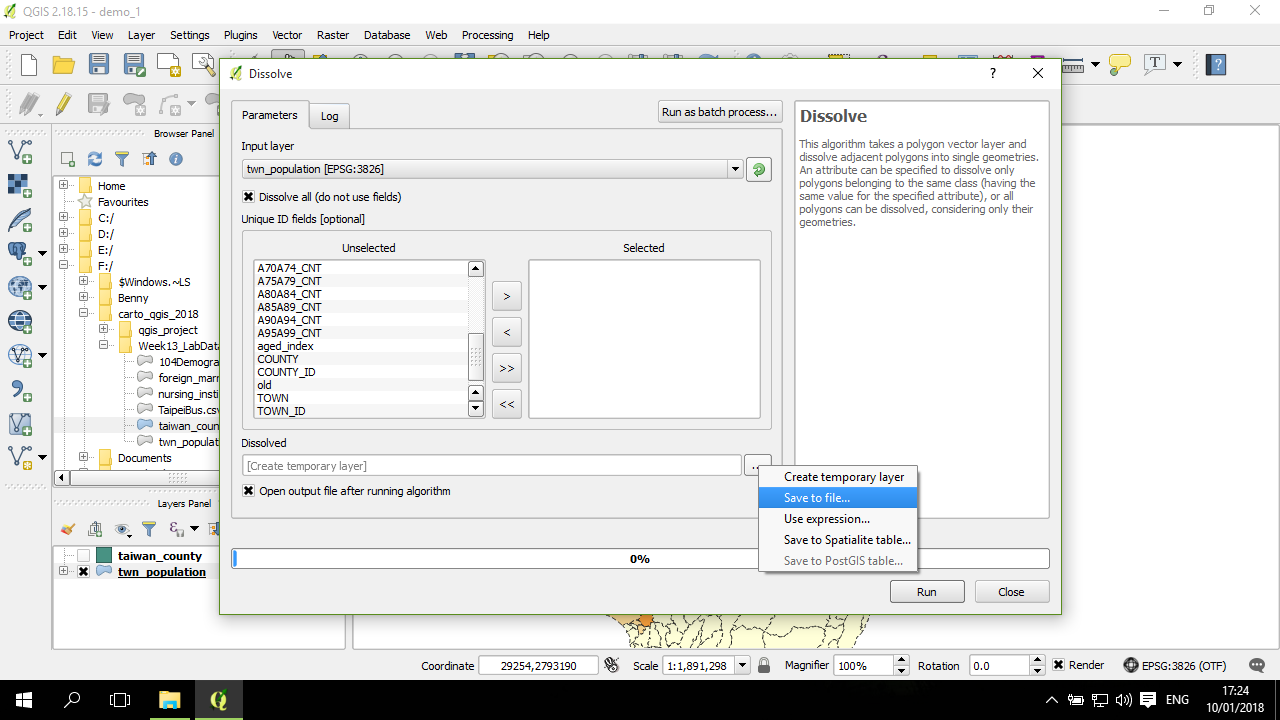 QGIS 2.18.15 - demo_1
Project Edit View Layer Settings Plugins Vector Raster Database Web Processing Help
Dissolve
?
Parameters
Log
Run as batch process...
Input layer
twn_population [EPSG:3826]
Dissolve all (do not use fields)
Unique ID fields [optional]
Unselected
Selected
A70A74_CNT
A75A79_CNT
A80A84_CNT
A85A89_CNT
A90A94_CNT
A95A99_CNT
aged_index
COUNTY
COUNTY_ID
old
TOWN
TOWN_ID
>
<
>>
<<
Dissolved
[Create temporary layer]
...
Open output file after running algorithm
0%
Run
Close
Dissolve
This algorithm takes a polygon vector layer and
dissolve adjacent polygons into single geometries.
An attribute can be specified to dissolve only
polygons belonging to the same class (having the
same value for the specified attribute), or all
polygons can be dissolved, considering only their
geometries.
Create temporary layer
Save to file...
Use expression...
Save to Spatialite table...
Save to PostGIS table...
Browser Panel
Home
Favourites
C:/
D:/
E:/
F:/
$Windows.~LS
Benny
carto_qgis_2018
qgis_project
Week13_LabData
104Demogra
foreign_marr
nursing_insti
TaipeiBus.csv
taiwan_coun
twn_populati
Documents
Layers Panel
taiwan_county
twn_population
Coordinate 29254,2793190 Scale 1:1,891,298 Magnifier 100% Rotation 0.0 Render EPSG:3826 (OTF)
ENG
17:24
10/01/2018